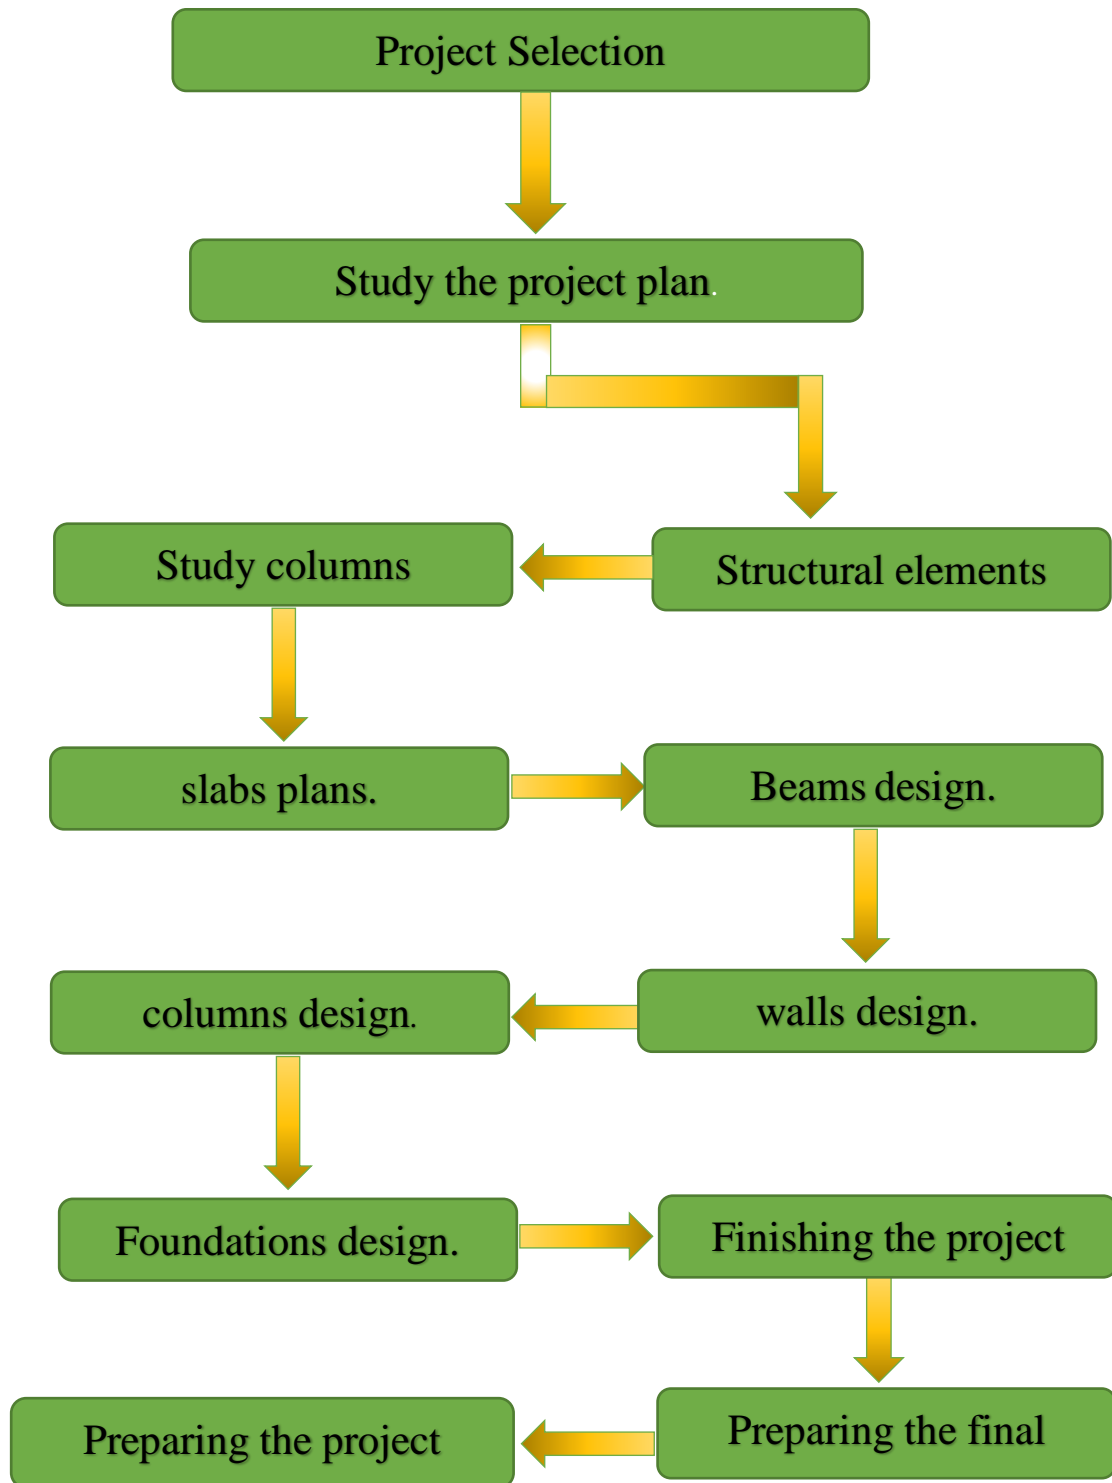 Project Selection
Study the project plan.
Structural elements
Study columns
slabs plans.
Beams design.
walls design.
columns design.
Foundations design.
Finishing the project
Preparing the final
Preparing the project